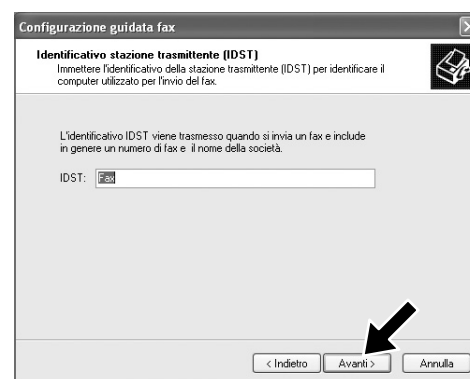 Configurazione guidata fax
Identificativo stazione trasmittente (IDST)
Immettere l'identificativo della stazione trasmittente (IDST) per identificare il
computer utilizzato per l'invio del fax.
L'identificativo IDST viene trasmesso quando si invia un fax e include
in genere un numero di fax e il nome della società.
IDST: Fax
< Indietro Avanti > Annulla